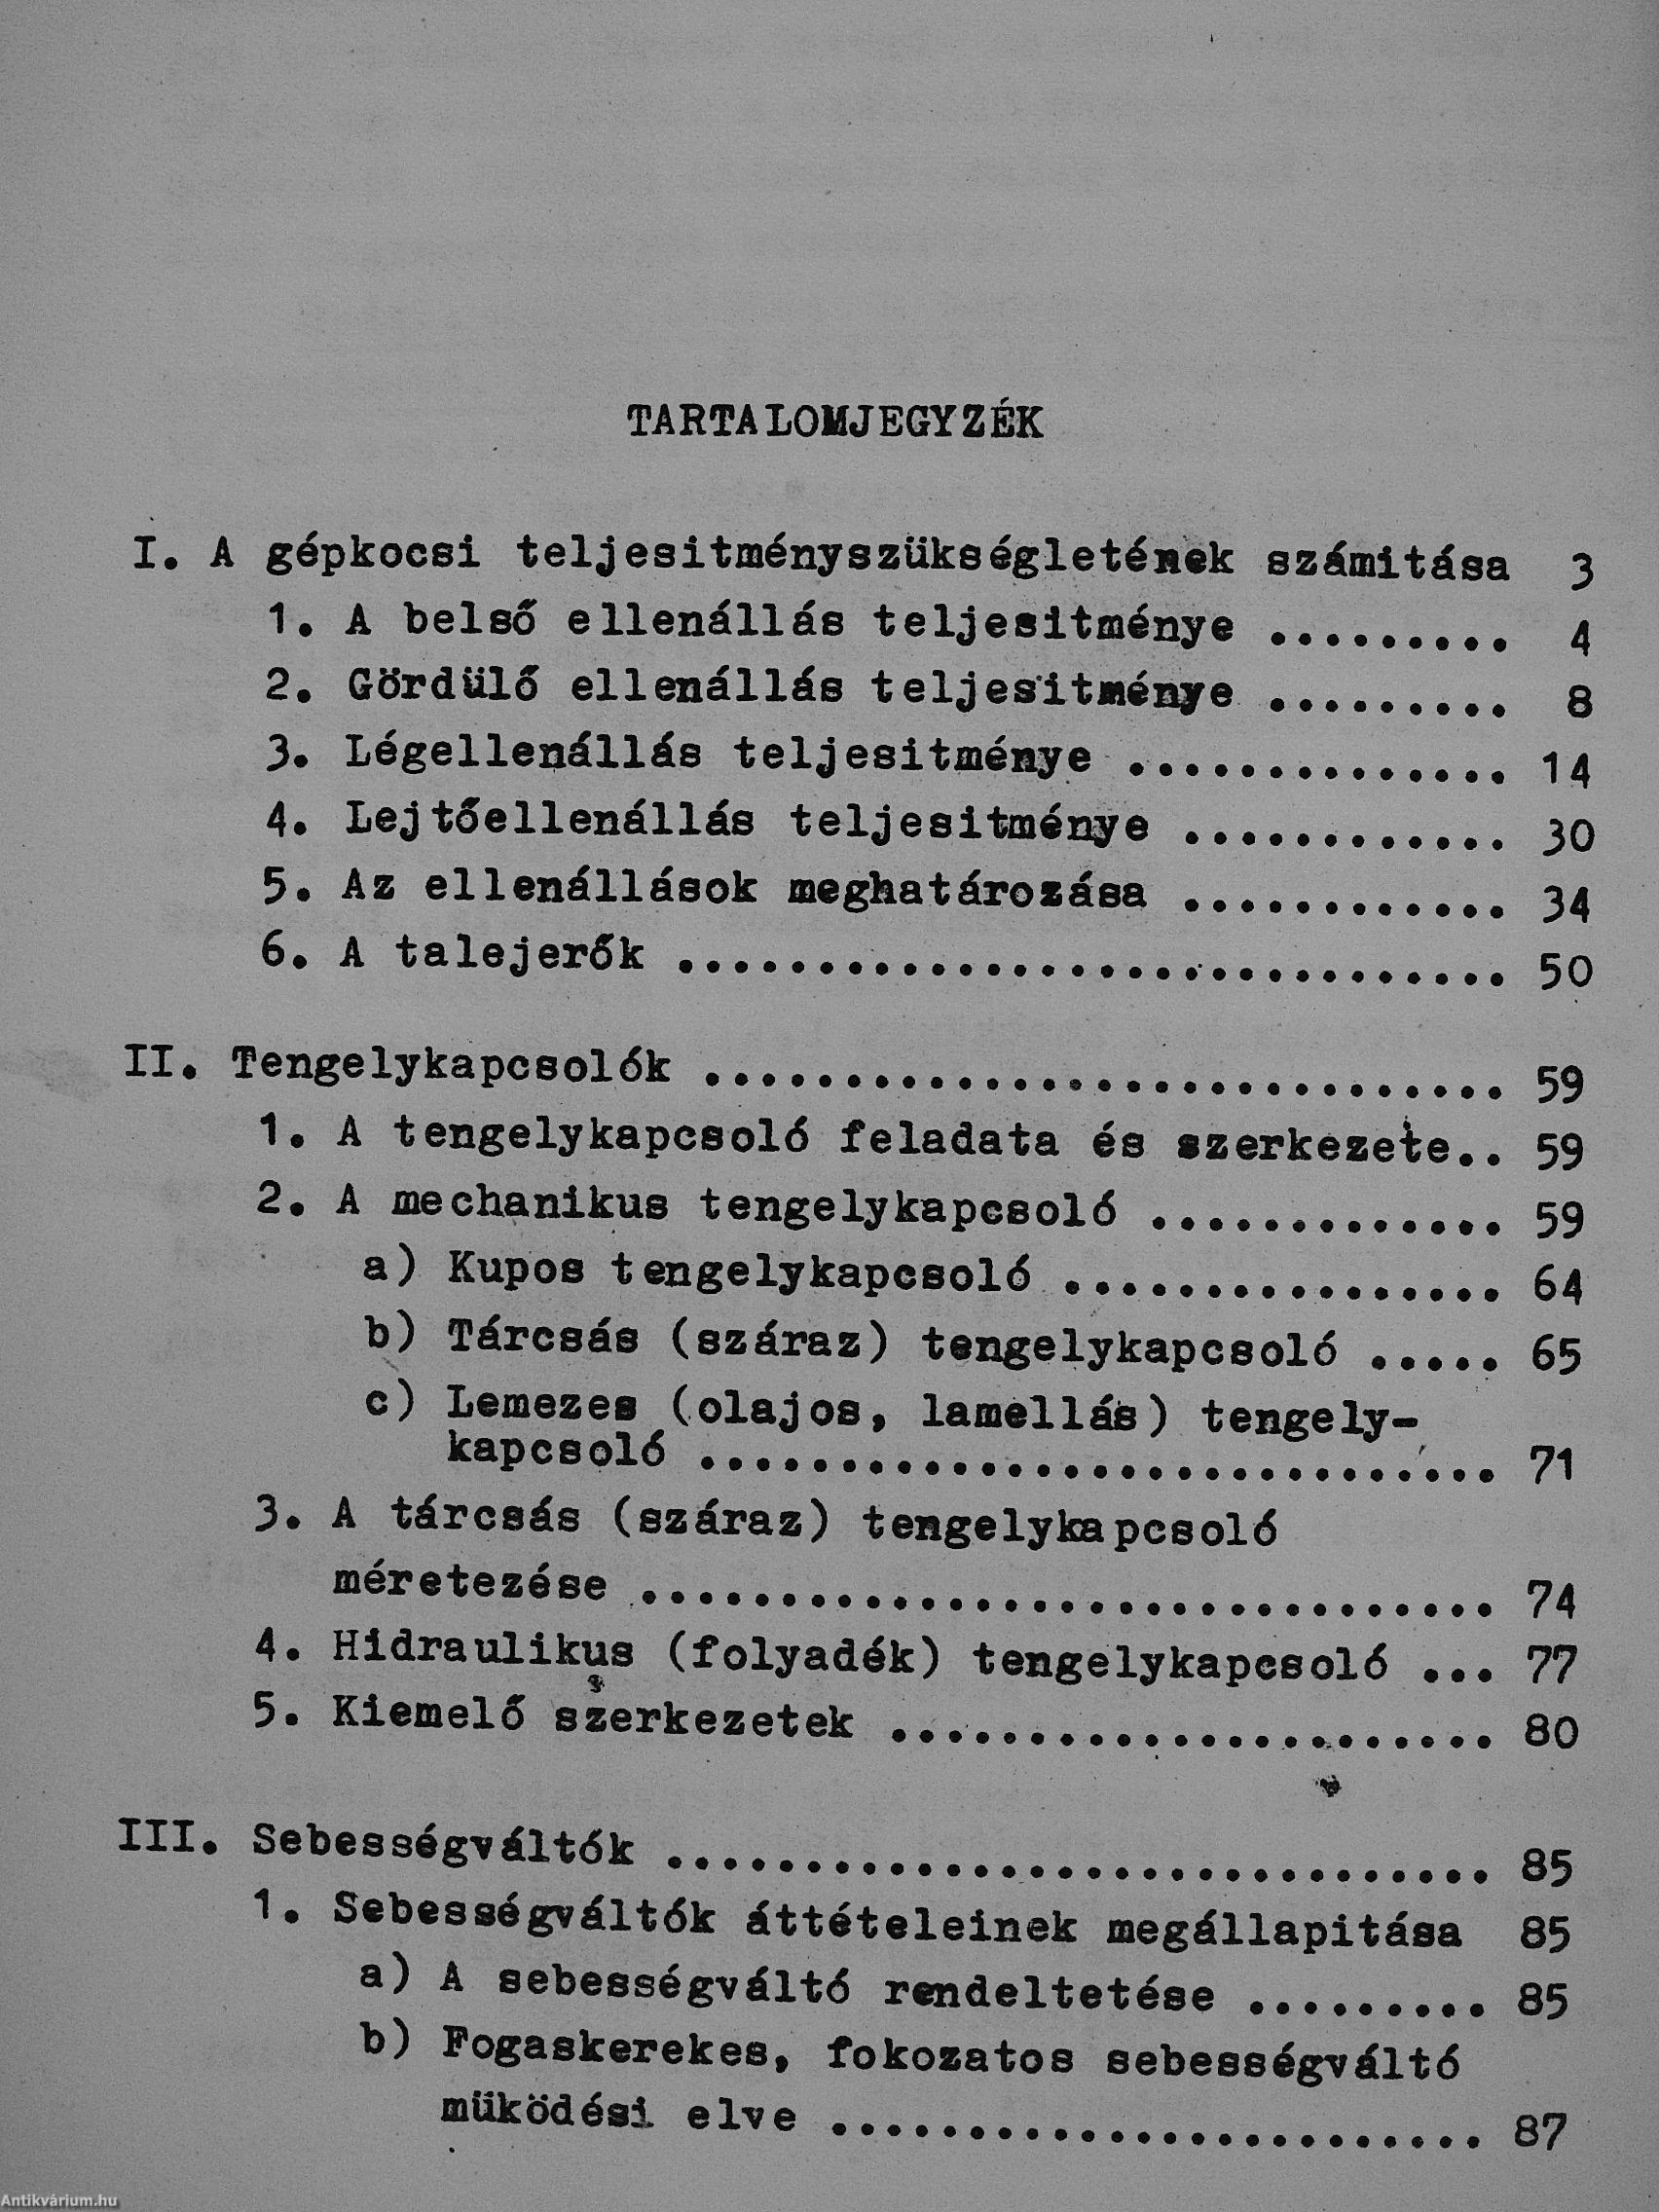 TARTALOMJEGYZÉK
I. A gépkocsi teljesitményszükségletének számitása 3
1. A belső ellenállás teljesitménye ......... 4
2. Gördülő ellenállás teljesitménye ......... 8
3. Légellenállás teljesitménye .............. 14
4. Lejtőellenállás teljesitménye ............ 30
5. Az ellenállások meghatározása ............ 34
6. A talejerők .............................. 50
II. Tengelykapcsolók ............................. 59
1. A tengelykapcsoló feladata és szerkezete.. 59
2. A mechanikus tengelykapcsoló ............. 59
a) Kupos tengelykapcsoló ................ 64
b) Tárcsás (száraz) tengelykapcsoló ..... 65
c) Lemezes (olajos, lamellás) tengely-
kapcsoló ............................. 71
3. A tárcsás (száraz) tengelykapcsoló
méretezése ............................... 74
4. Hidraulikus (folyadék) tengelykapcsoló ... 77
5. Kiemelő szerkezetek ...................... 80
III. Sebességváltók .............................. 85
1. Sebességváltók áttételeinek megállapitása 85
a) A sebességváltó rendeltetése ......... 85
b) Fogaskerekes, fokozatos sebességváltó
müködési elve ........................ 87
Antikvárium.hu